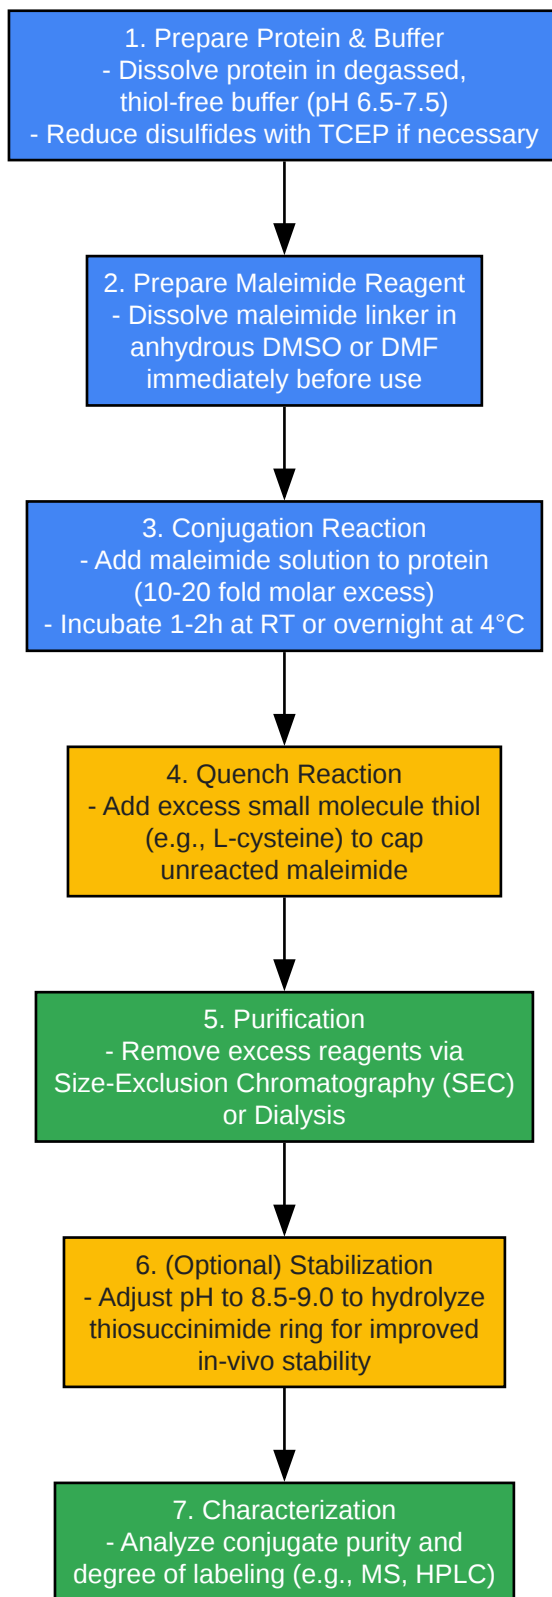 1. Prepare Protein & Buffer
- Dissolve protein in degassed,
thiol-free buffer (pH 6.5-7.5)
- Reduce disulfides with TCEP if necessary
2. Prepare Maleimide Reagent
- Dissolve maleimide linker in
anhydrous DMSO or DMF
immediately before use
3. Conjugation Reaction
- Add maleimide solution to protein
(10-20 fold molar excess)
- Incubate 1-2h at RT or overnight at 4°C
4. Quench Reaction
- Add excess small molecule thiol
(e.g., L-cysteine) to cap
unreacted maleimide
5. Purification
- Remove excess reagents via
Size-Exclusion Chromatography (SEC)
or Dialysis
6. (Optional) Stabilization
- Adjust pH to 8.5-9.0 to hydrolyze
thiosuccinimide ring for improved
in-vivo stability
7. Characterization
- Analyze conjugate purity and
degree of labeling (e.g., MS, HPLC)